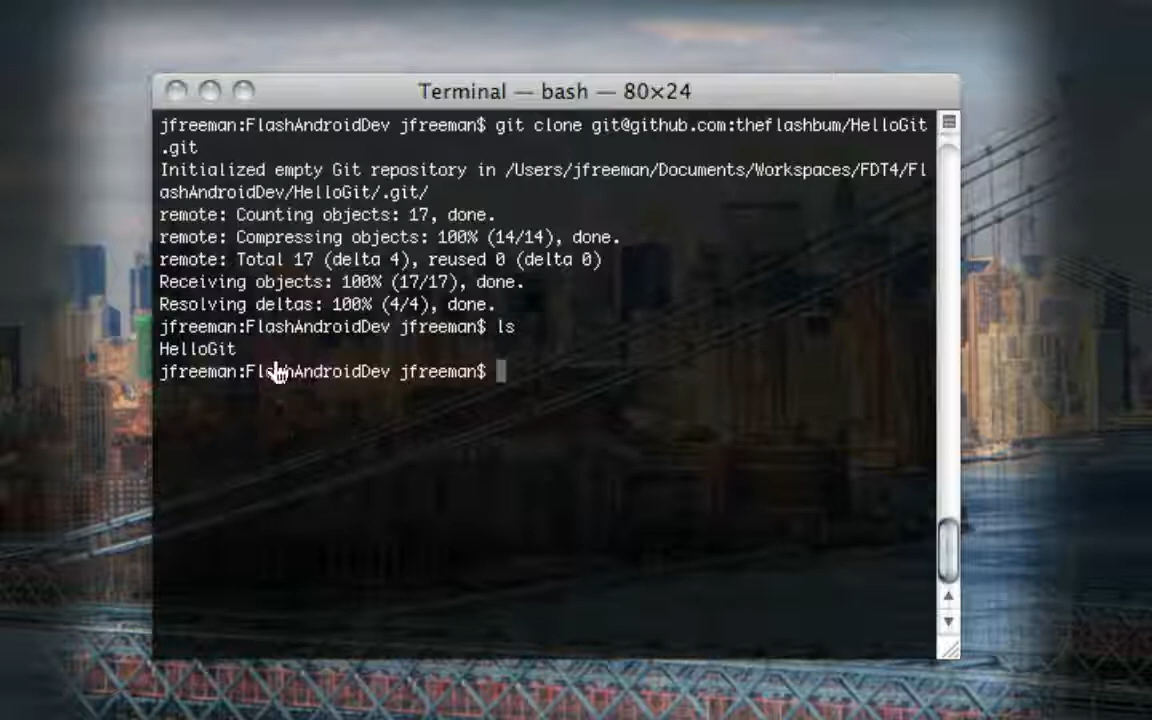 Terminal — bash — 80×24
jfreeman:FlashAndroidDev jfreeman$ git clone git@github.com:theflashbum/HelloGit
.git
Initialized empty Git repository in /Users/jfreeman/Documents/Workspaces/FDT4/Fl
ashAndroidDev/HelloGit/.git/
remote: Counting objects: 17, done.
remote: Compressing objects: 100% (14/14), done.
remote: Total 17 (delta 4), reused 0 (delta 0)
Receiving objects: 100% (17/17), done.
Resolving deltas: 100% (4/4), done.
jfreeman:FlashAndroidDev jfreeman$ ls
HelloGit
jfreeman:FlashAndroidDev jfreeman$